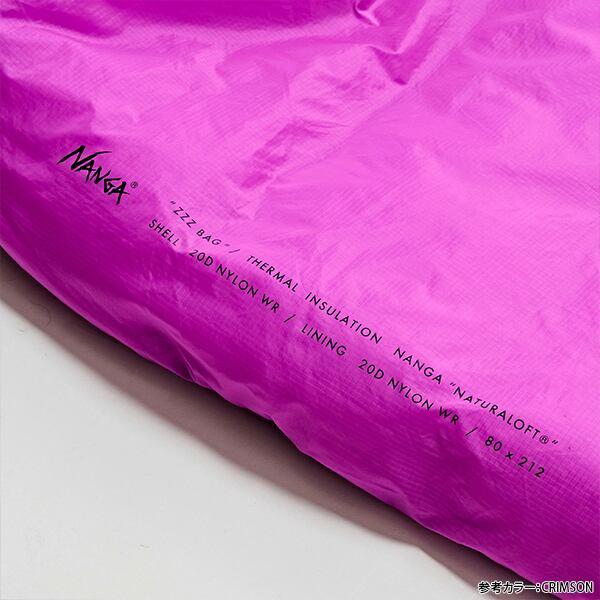 NANGA®
"ZZZ BAG" / THERMAL INSULATION NANGA "NATURALOFT®"
SHELL 20D NYLON WR / LINING 20D NYLON WR / 80 × 212
参考カラー:CRIMSON